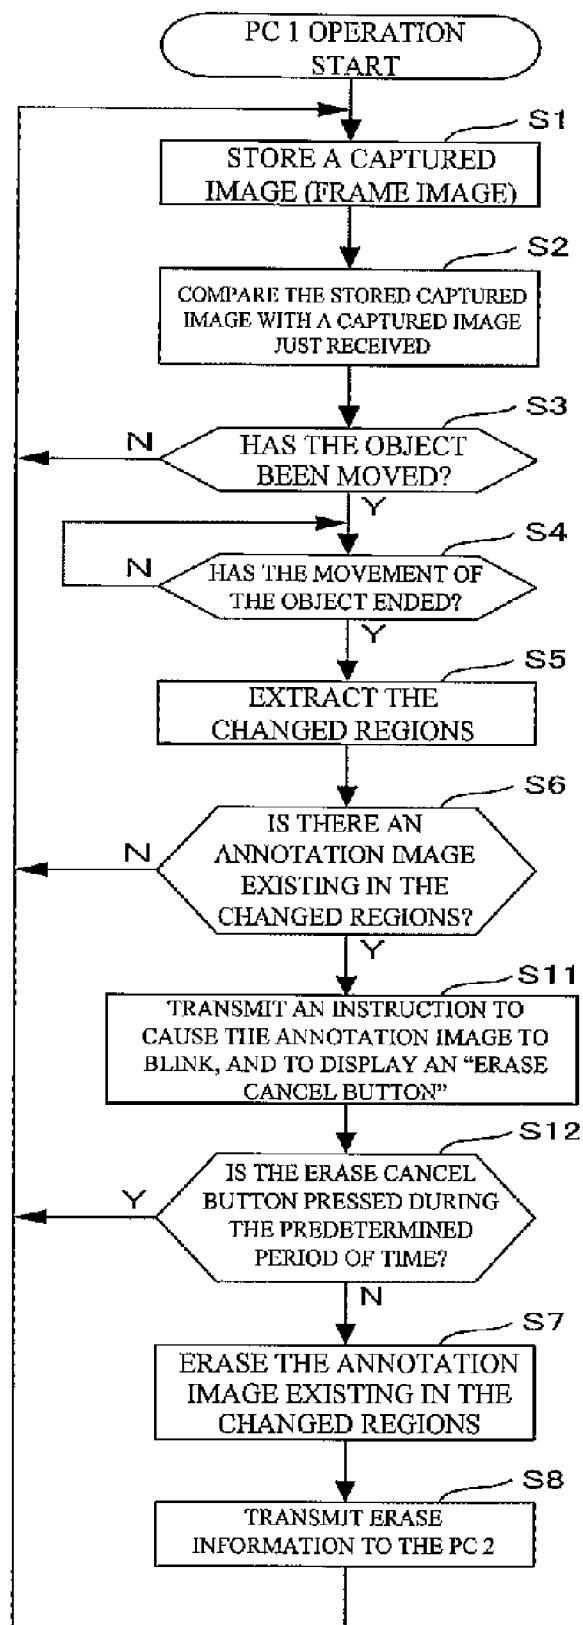 PC 1 OPERATION
START
S1
STORE A CAPTURED
IMAGE (FRAME IMAGE)
S2
COMPARE THE STORED CAPTURED
IMAGE WITH A CAPTURED IMAGE
JUST RECEIVED
S3
N
HAS THE OBJECT
BEEN MOVED?
Y
S4
N
HAS THE MOVEMENT OF
THE OBJECT ENDED?
Y
S5
EXTRACT THE
CHANGED REGIONS
S6
N
IS THERE AN
ANNOTATION IMAGE
EXISTING IN THE
CHANGED REGIONS?
Y
S11
TRANSMIT AN INSTRUCTION TO
CAUSE THE ANNOTATION IMAGE TO
BLINK, AND TO DISPLAY AN “ERASE
CANCEL BUTTON”
S12
Y
IS THE ERASE CANCEL
BUTTON PRESSED DURING
THE PREDETERMINED
PERIOD OF TIME?
N
S7
ERASE THE ANNOTATION
IMAGE EXISTING IN THE
CHANGED REGIONS
S8
TRANSMIT ERASE
INFORMATION TO THE PC 2